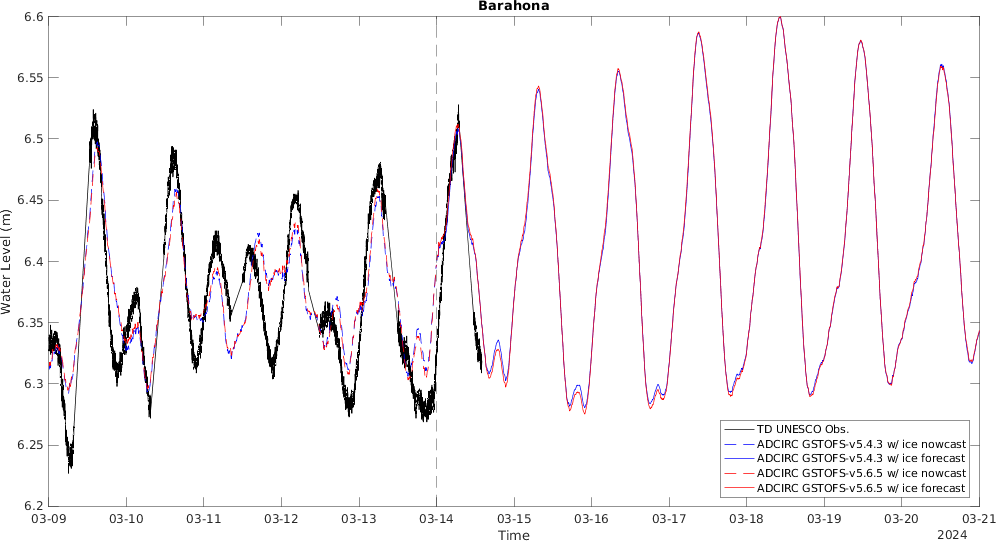 Barahona
Water Level (m)
6.6
6.55
6.5
6.45
6.4
6.35
6.3
6.25
6.2
TD UNESCO Obs.
ADCIRC GSTOFS-v5.4.3 w/ ice nowcast
ADCIRC GSTOFS-v5.4.3 w/ ice forecast
ADCIRC GSTOFS-v5.6.5 w/ ice nowcast
ADCIRC GSTOFS-v5.6.5 w/ ice forecast
03-09 03-10 03-11 03-12 03-13 03-14 03-15 03-16 03-17 03-18 03-19 03-20 03-21
Time
2024